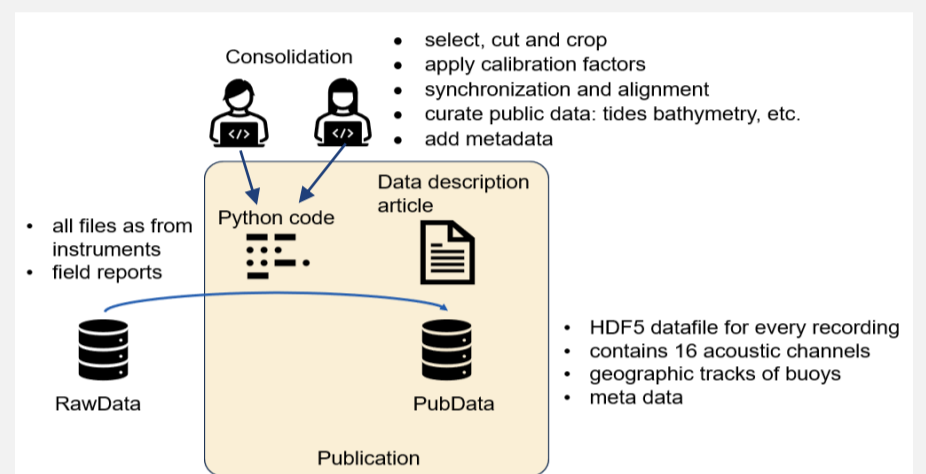 Consolidation
• select, cut and crop
• apply calibration factors
• synchronization and alignment
• curate public data: tides bathymetry, etc.
• add metadata
</>
</>
Data description
article
Python code
• all files as from
instruments
• field reports
RawData
PubData
• HDF5 datafile for every recording
• contains 16 acoustic channels
• geographic tracks of buoys
• meta data
Publication